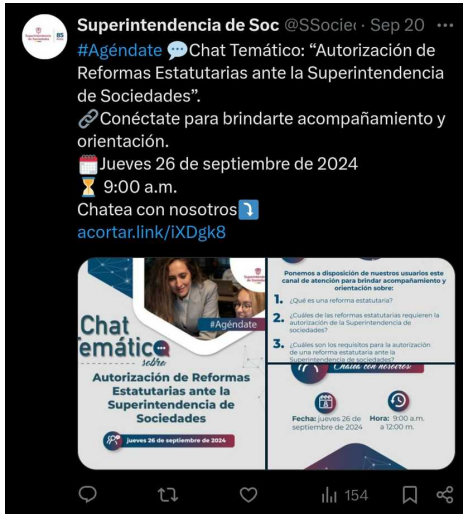 Superintendencia de Soc @SSocie · Sep 20
#Agéndate 💬Chat Temático: “Autorización de
Reformas Estatutarias ante la Superintendencia
de Sociedades”.
🔗Conéctate para brindarte acompañamiento y
orientación.
🗓️Jueves 26 de septiembre de 2024
⏳ 9:00 a.m.
Chatea con nosotros⤵️
acortar.link/iXDgk8
#Agéndate
Chat
emático
sobre:
Autorización de Reformas
Estatutarias ante la
Superintendencia de
Sociedades
jueves 26 de septiembre de 2024
Ponemos a disposición de nuestros usuarios este
canal de atención para brindar acompañamiento y
orientación sobre:
1. ¿Qué es una reforma estatutaria?
2. ¿Cuáles de las reformas estatutarias requieren la
autorización de la Superintendencia de
sociedades?
3. ¿Cuáles son los requisitos para la autorización
de una reforma estatutaria ante la
Superintendencia de sociedades?
Chatea con nosotros:
Fecha: jueves 26 de
septiembre de 2024
Hora: 9:00 a.m.
a 12:00 m.
154